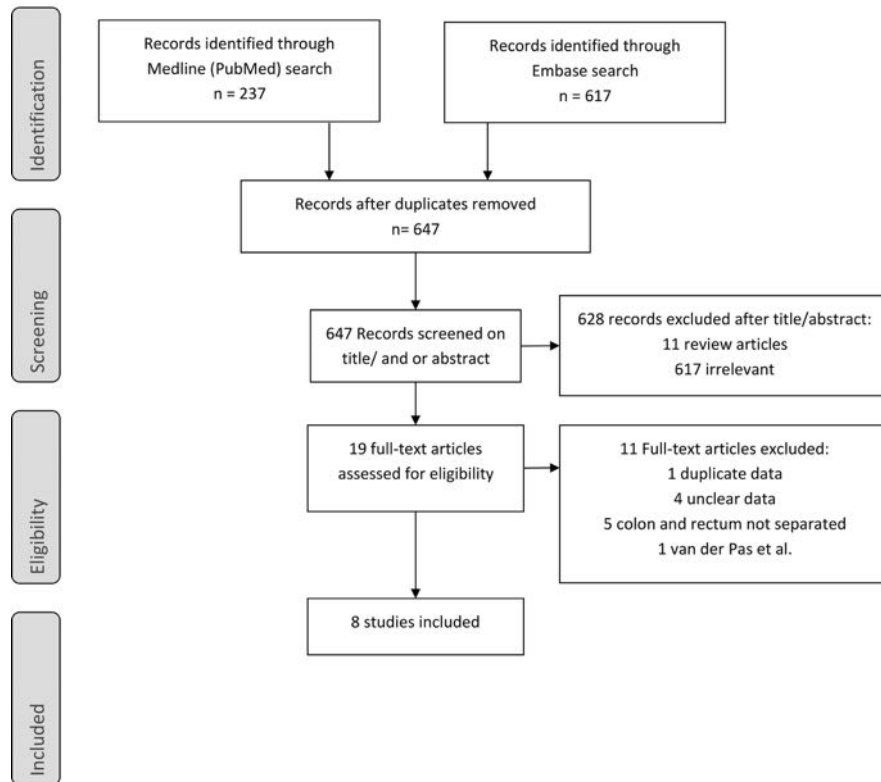 Identification
Records identified through
Medline (PubMed) search
n = 237
Records identified through
Embase search
n = 617
Records after duplicates removed
n= 647
Screening
647 Records screened on
title/ and or abstract
628 records excluded after title/abstract:
11 review articles
617 irrelevant
Eligibility
19 full-text articles
assessed for eligibility
11 Full-text articles excluded:
1 duplicate data
4 unclear data
5 colon and rectum not separated
1 van der Pas et al.
Included
8 studies included